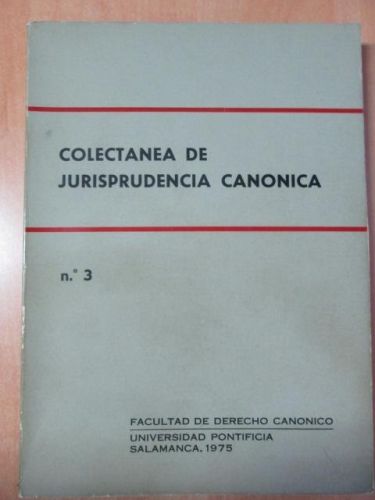 COLECTANEA DE
JURISPRUDENCIA CANONICA
n.º 3
FACULTAD DE DERECHO CANONICO
UNIVERSIDAD PONTIFICIA
SALAMANCA, 1975